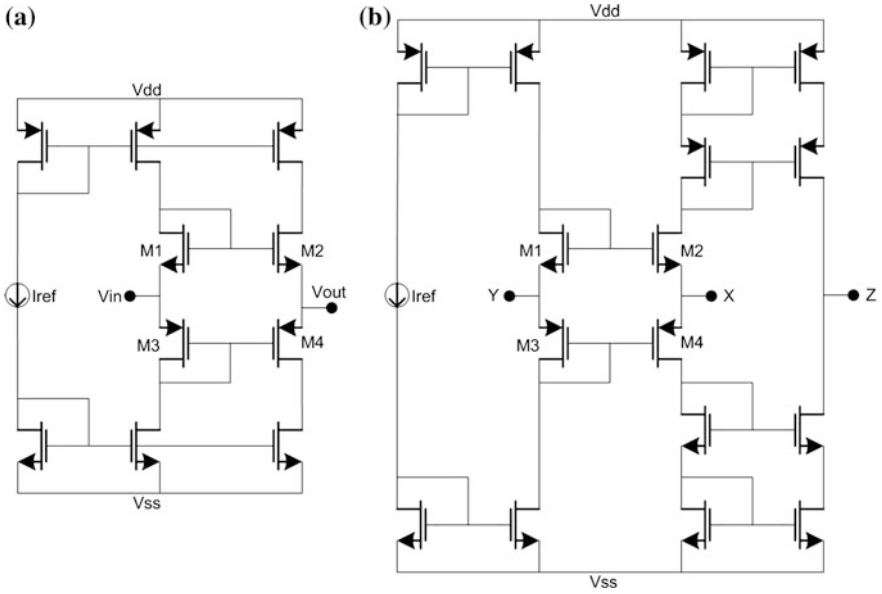 (a)
Vdd
M1
M2
Iref
Vin
Vout
M3
M4
Vss
(b)
Vdd
M1
M2
Iref
Y
X
Z
M3
M4
Vss